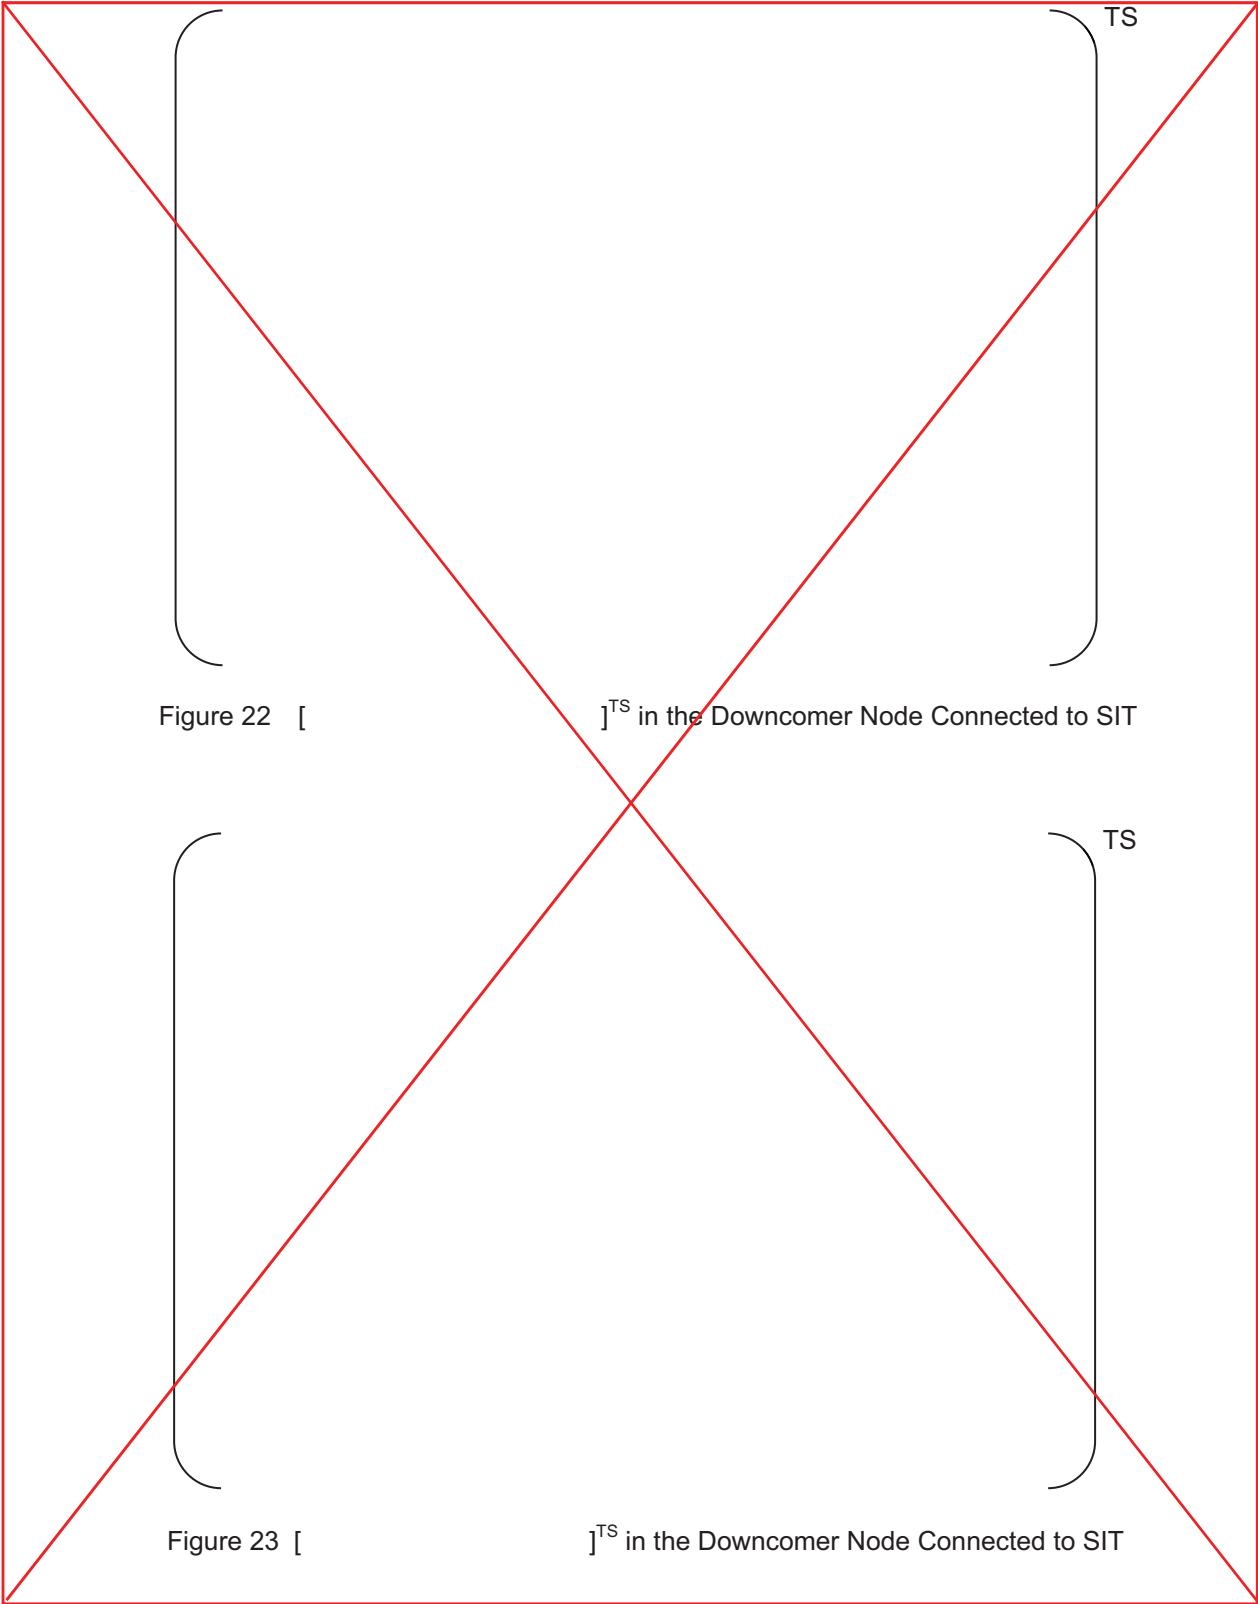 TS
Figure 22 [ ]TS in the Downcomer Node Connected to SIT
TS
Figure 23 [ ]TS in the Downcomer Node Connected to SIT